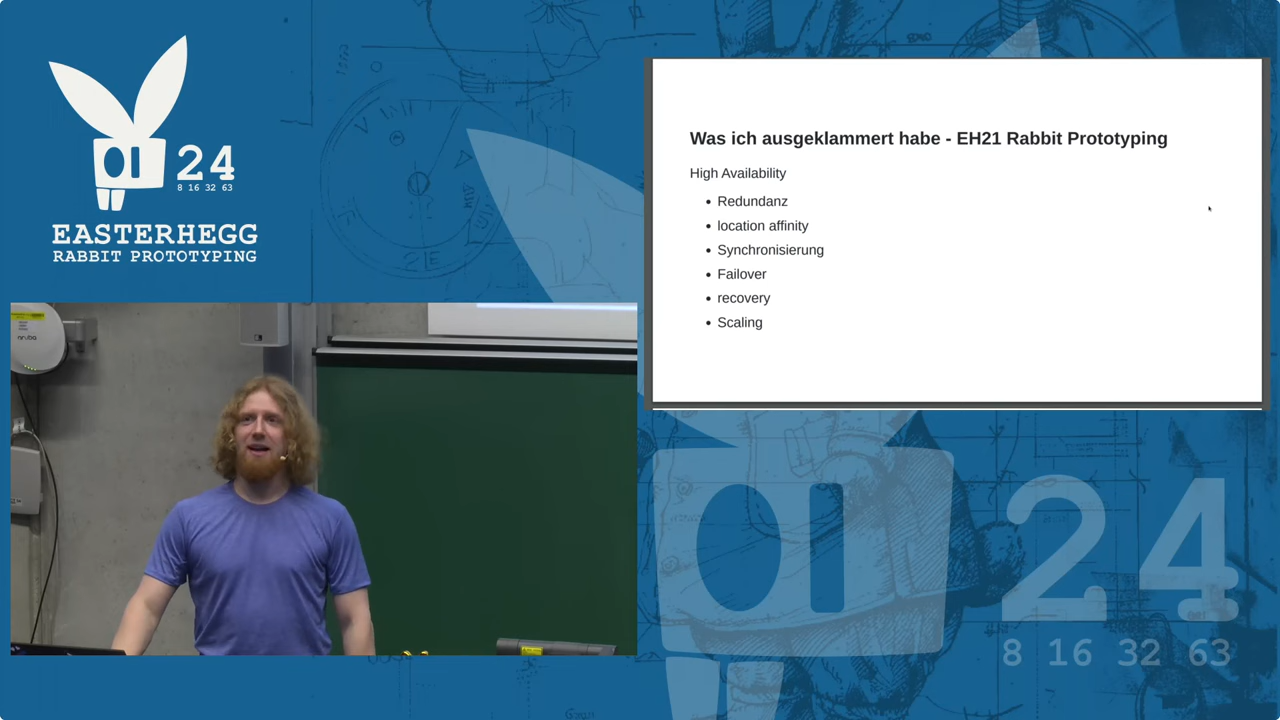 24
8 16 32 63
EASTERHEGG
RABBIT PROTOTYPING
Was ich ausgeklammert habe - EH21 Rabbit Prototyping
High Availability
• Redundanz
• location affinity
• Synchronisierung
• Failover
• recovery
• Scaling
aruba
24
8 16 32 63